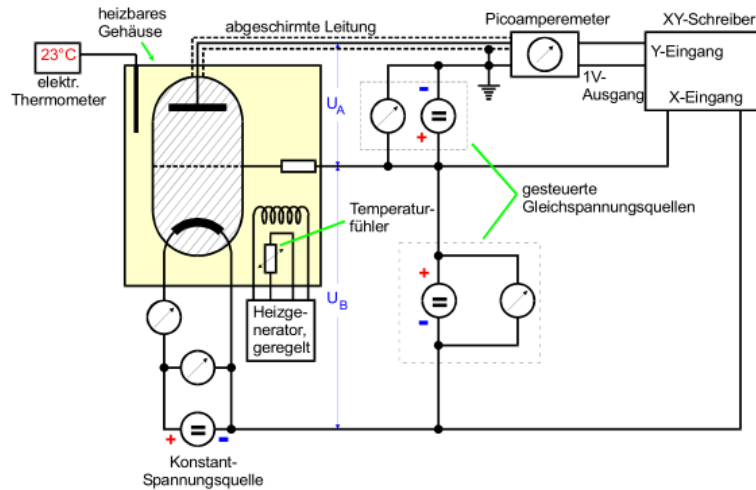 heizbares
Gehäuse
abgeschirmte Leitung
Picoamperemeter
XY-Schreiber
23°C
elektr.
Thermometer
Y-Eingang
1V-
Ausgang
X-Eingang
U_A
-
=
+
gesteuerte
Gleichspannungsquellen
Temperatur-
fühler
+
=
-
U_B
Heizge-
nerator,
geregelt
+
=
-
Konstant-
Spannungsquelle